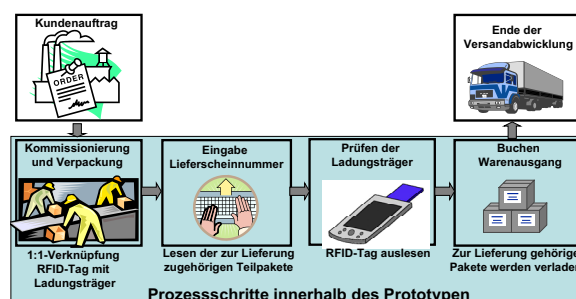 Kundenauftrag
ORDER
Ende der
Versandabwicklung
Kommissionierung
und Verpackung
1:1-Verknüpfung
RFID-Tag mit
Ladungsträger
Eingabe
Lieferscheinnummer
Lesen der zur Lieferung
zugehörigen Teilpakete
Prüfen der
Ladungsträger
RFID-Tag auslesen
Buchen
Warenausgang
Zur Lieferung gehörige
Pakete werden verladen
Prozessschritte innerhalb des Prototypen